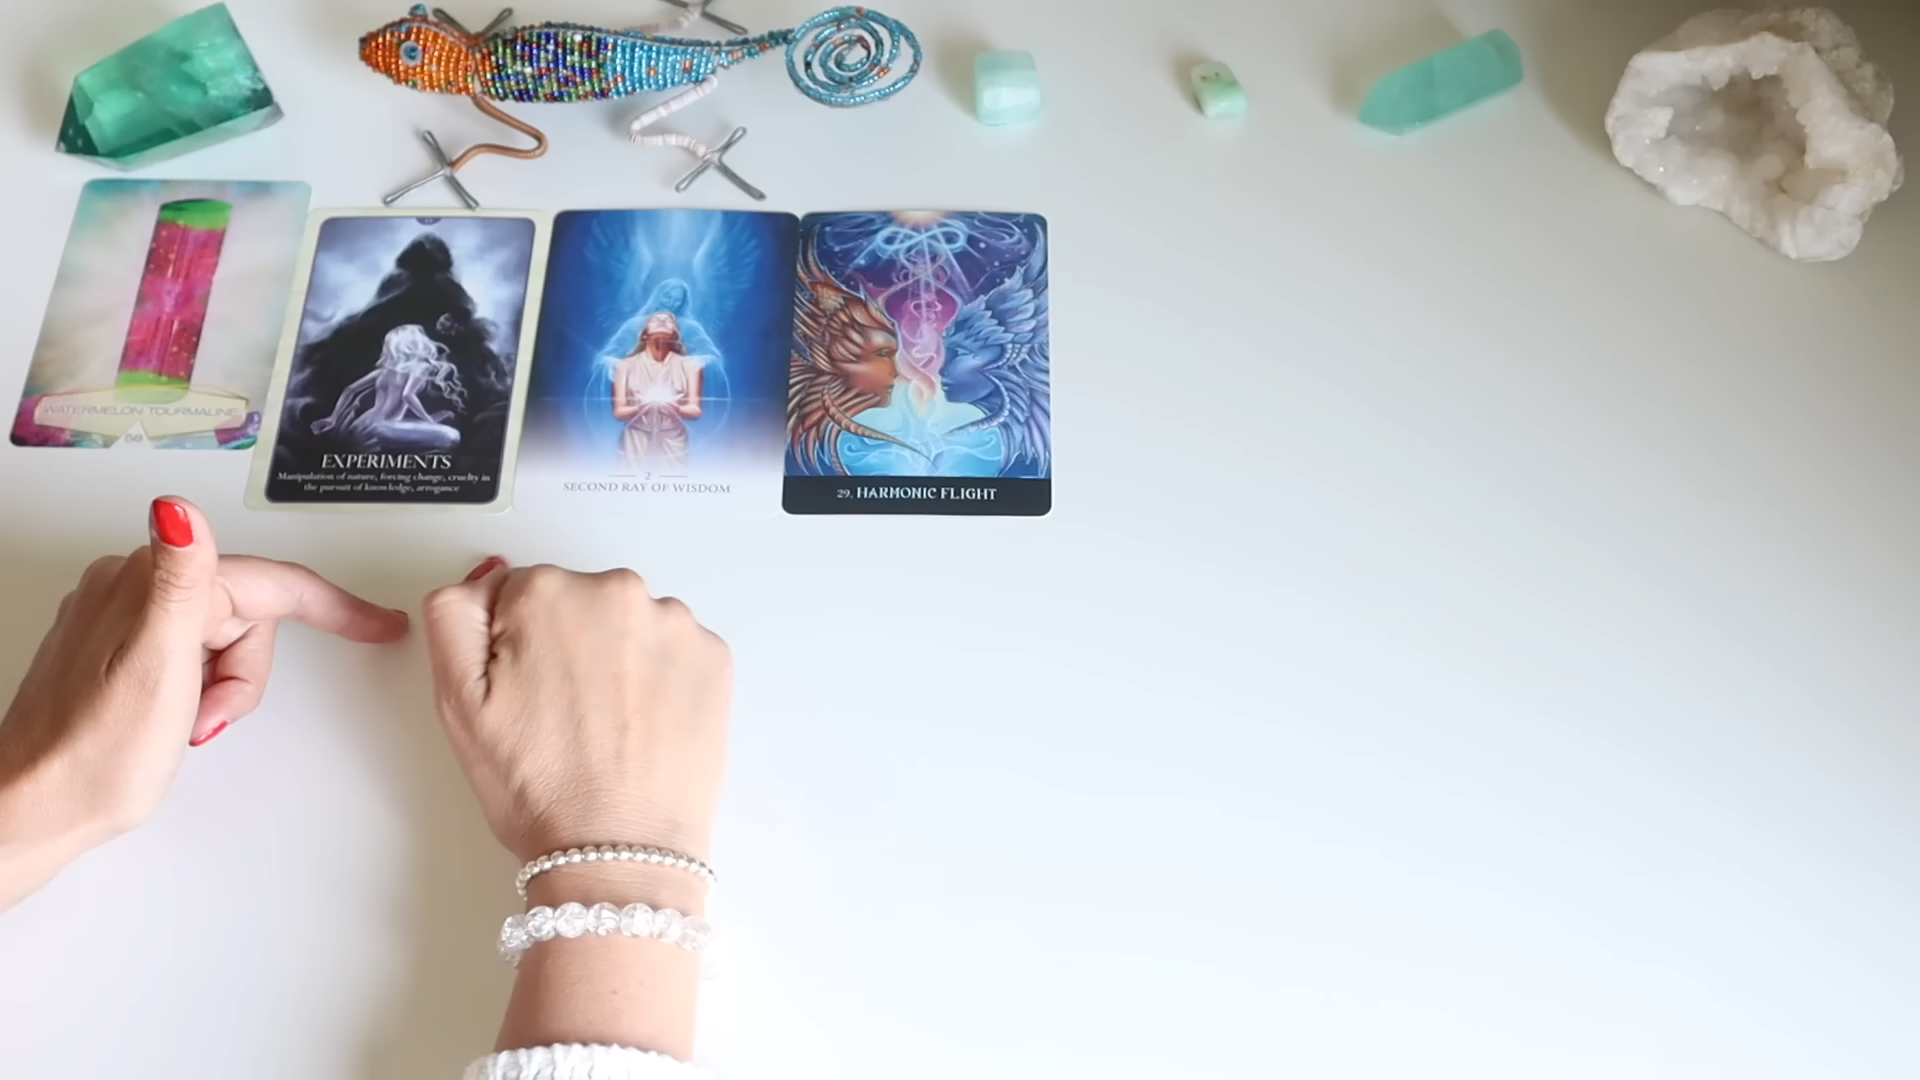 WATERMELON TOURMALINE
58
EXPERIMENTS
Manipulation of nature, forcing change, cruelty in
the pursuit of knowledge, arrogance
2
SECOND RAY OF WISDOM
29. HARMONIC FLIGHT